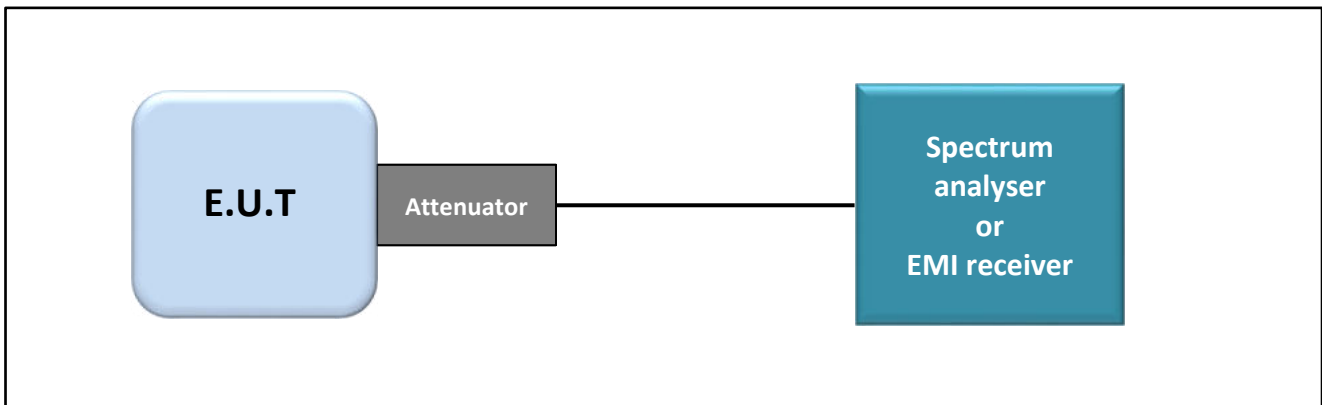 E.U.T
Attenuator
Spectrum
analyser
or
EMI receiver